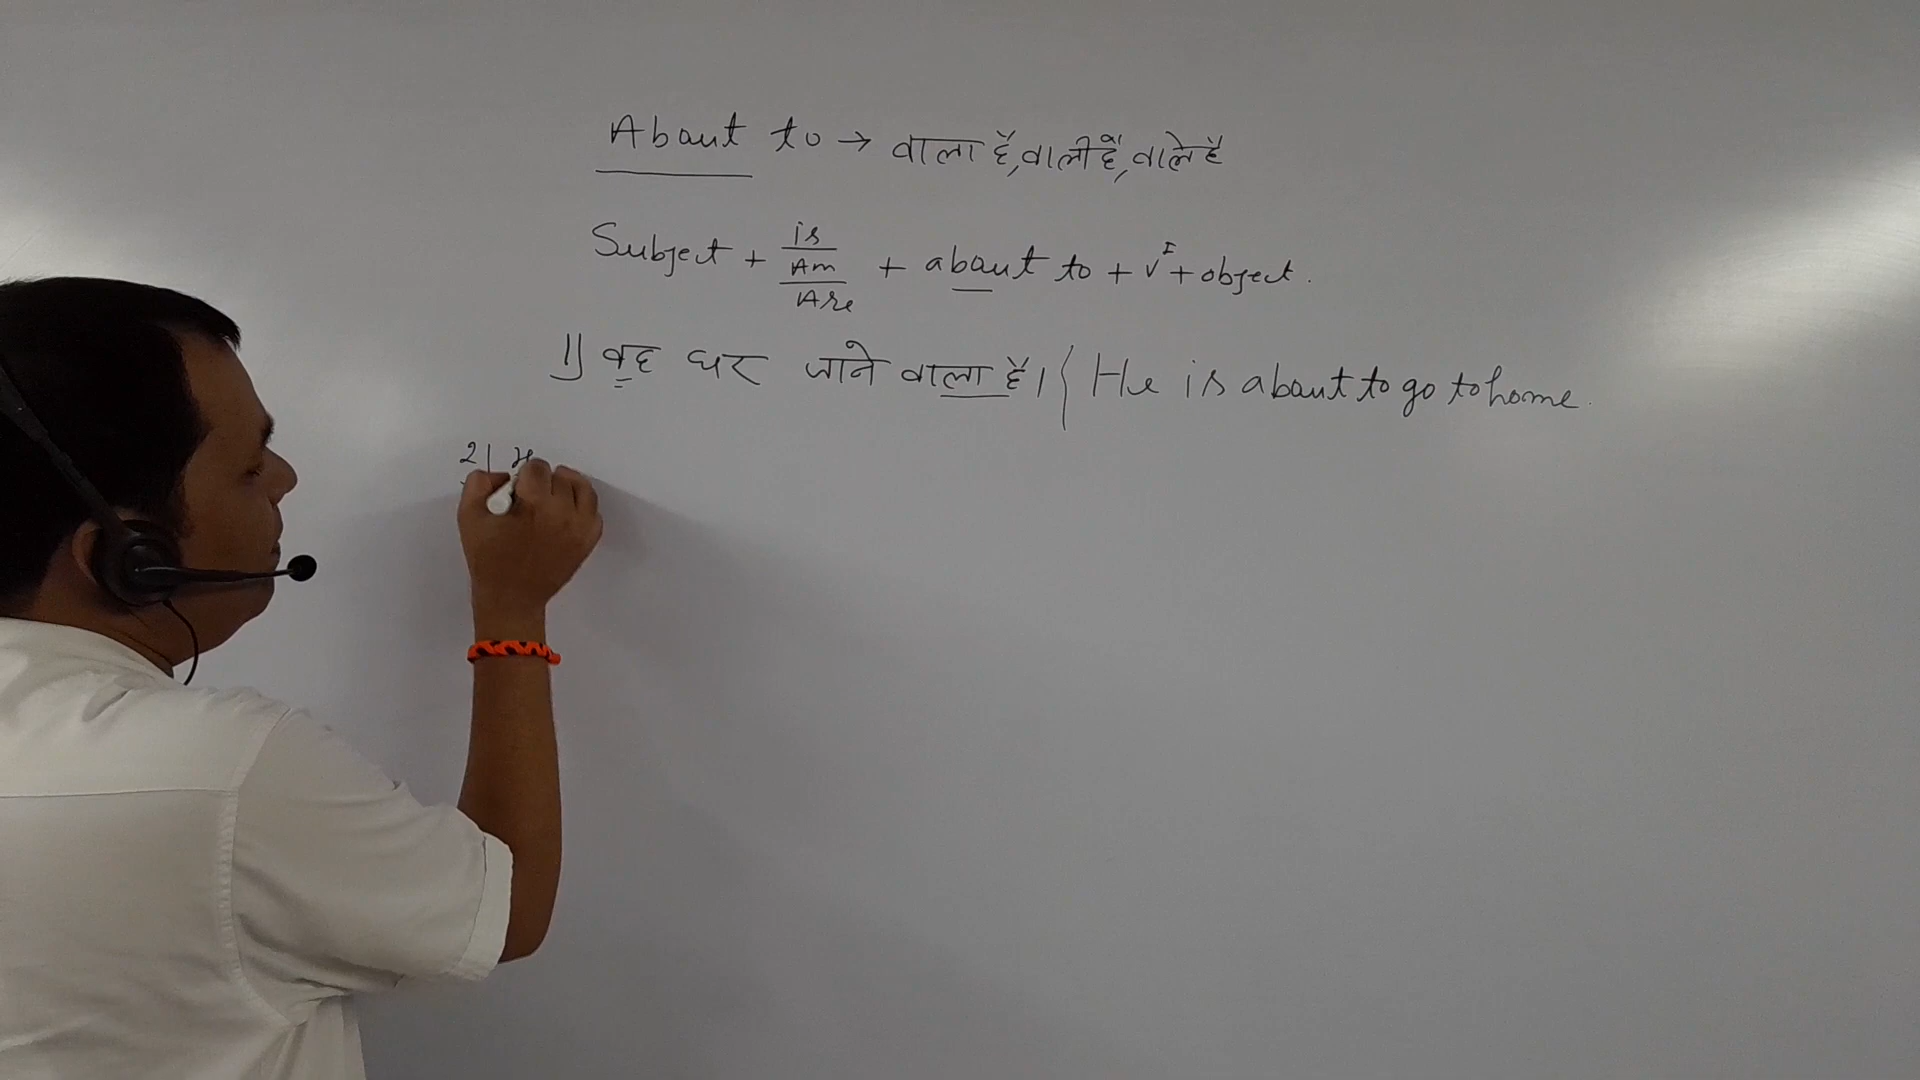 About to → वाला हैं, वाली हैं, वाले हैं
Subject + is / Am / Are + about to + V^I + object.
1) वह घर जाने वाला हैं। { He is about to go to home.
2)